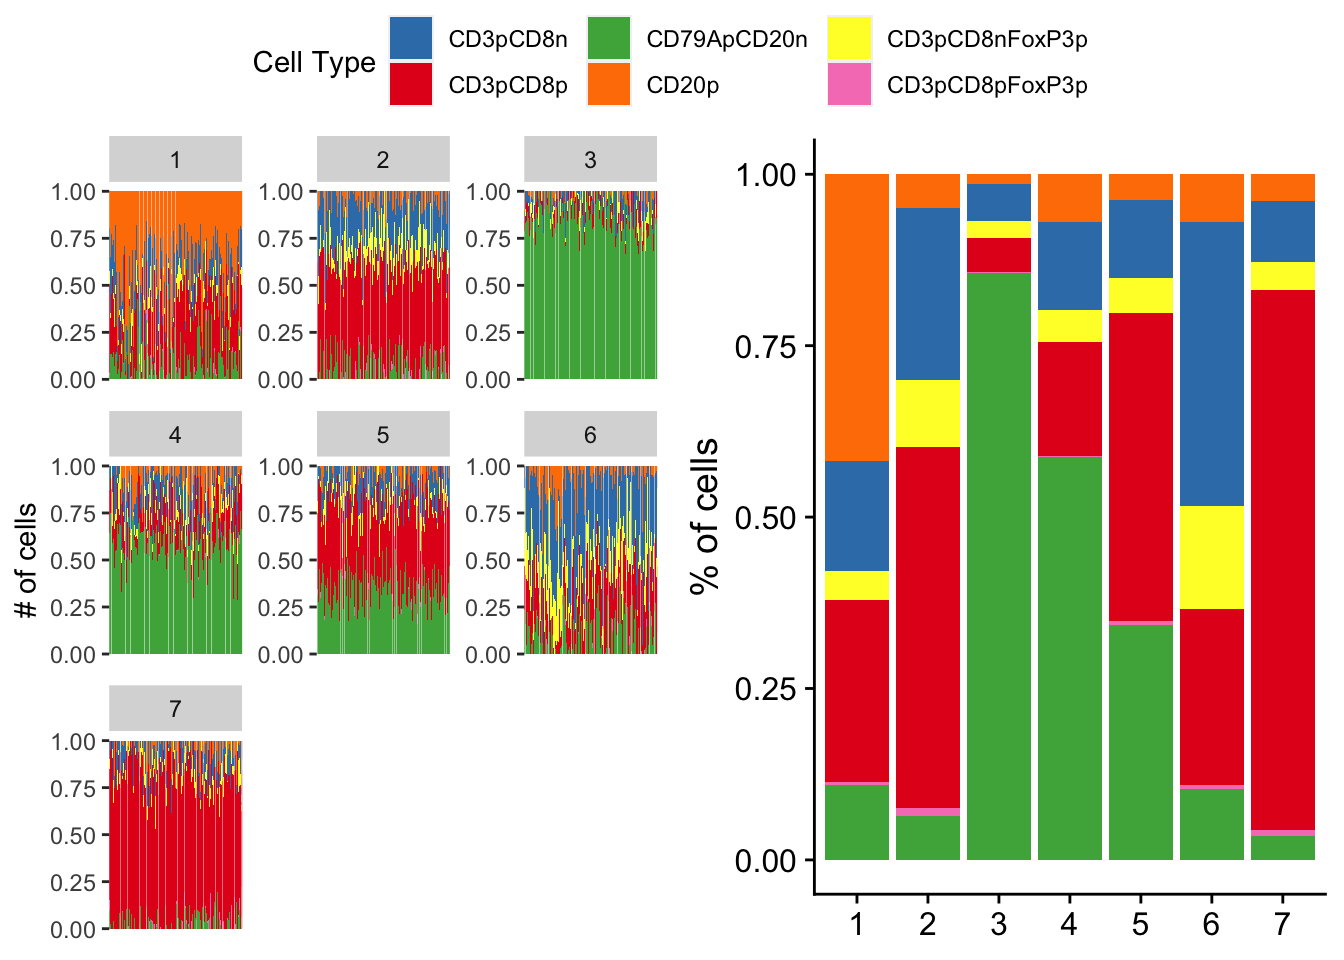 Cell Type
CD3pCD8n CD79ApCD20n CD3pCD8nFoxP3p
CD3pCD8p CD20p CD3pCD8pFoxP3p
# of cells
1 2 3
1.00 1.00 1.00
0.75 0.75 0.75
0.50 0.50 0.50
0.25 0.25 0.25
0.00 0.00 0.00
4 5 6
1.00 1.00 1.00
0.75 0.75 0.75
0.50 0.50 0.50
0.25 0.25 0.25
0.00 0.00 0.00
7
1.00
0.75
0.50
0.25
0.00
% of cells
1.00
0.75
0.50
0.25
0.00
1 2 3 4 5 6 7